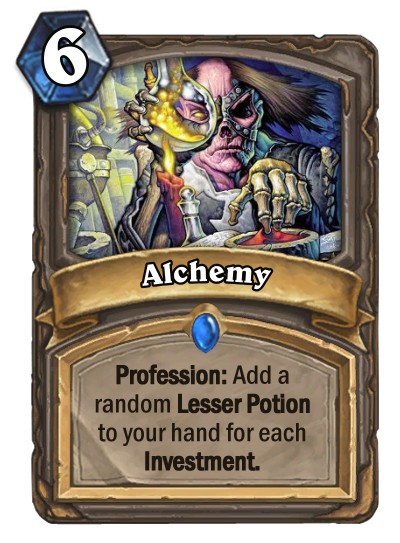 6
Alchemy
Profession: Add a
random Lesser Potion
to your hand for each
Investment.